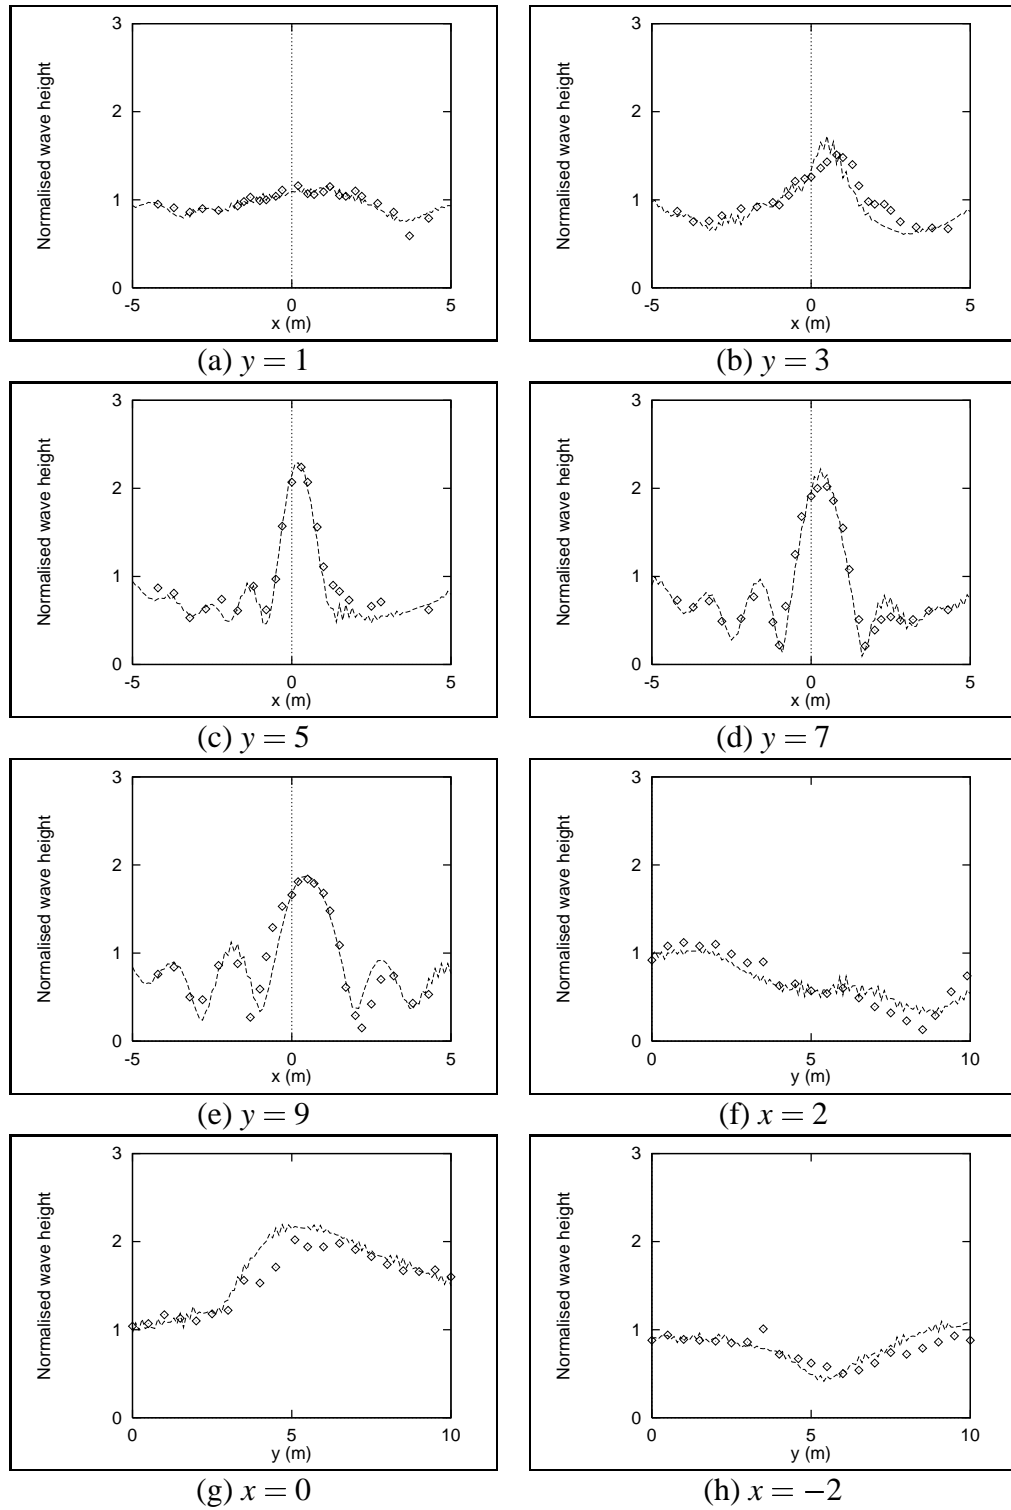 Normalised wave height
3
2
1
0
-5
0
5
x (m)
(a) y = 1
Normalised wave height
3
2
1
0
-5
0
5
x (m)
(b) y = 3
Normalised wave height
3
2
1
0
-5
0
5
x (m)
(c) y = 5
Normalised wave height
3
2
1
0
-5
0
5
x (m)
(d) y = 7
Normalised wave height
3
2
1
0
-5
0
5
x (m)
(e) y = 9
Normalised wave height
3
2
1
0
0
5
10
y (m)
(f) x = 2
Normalised wave height
3
2
1
0
0
5
10
y (m)
(g) x = 0
Normalised wave height
3
2
1
0
0
5
10
y (m)
(h) x = −2